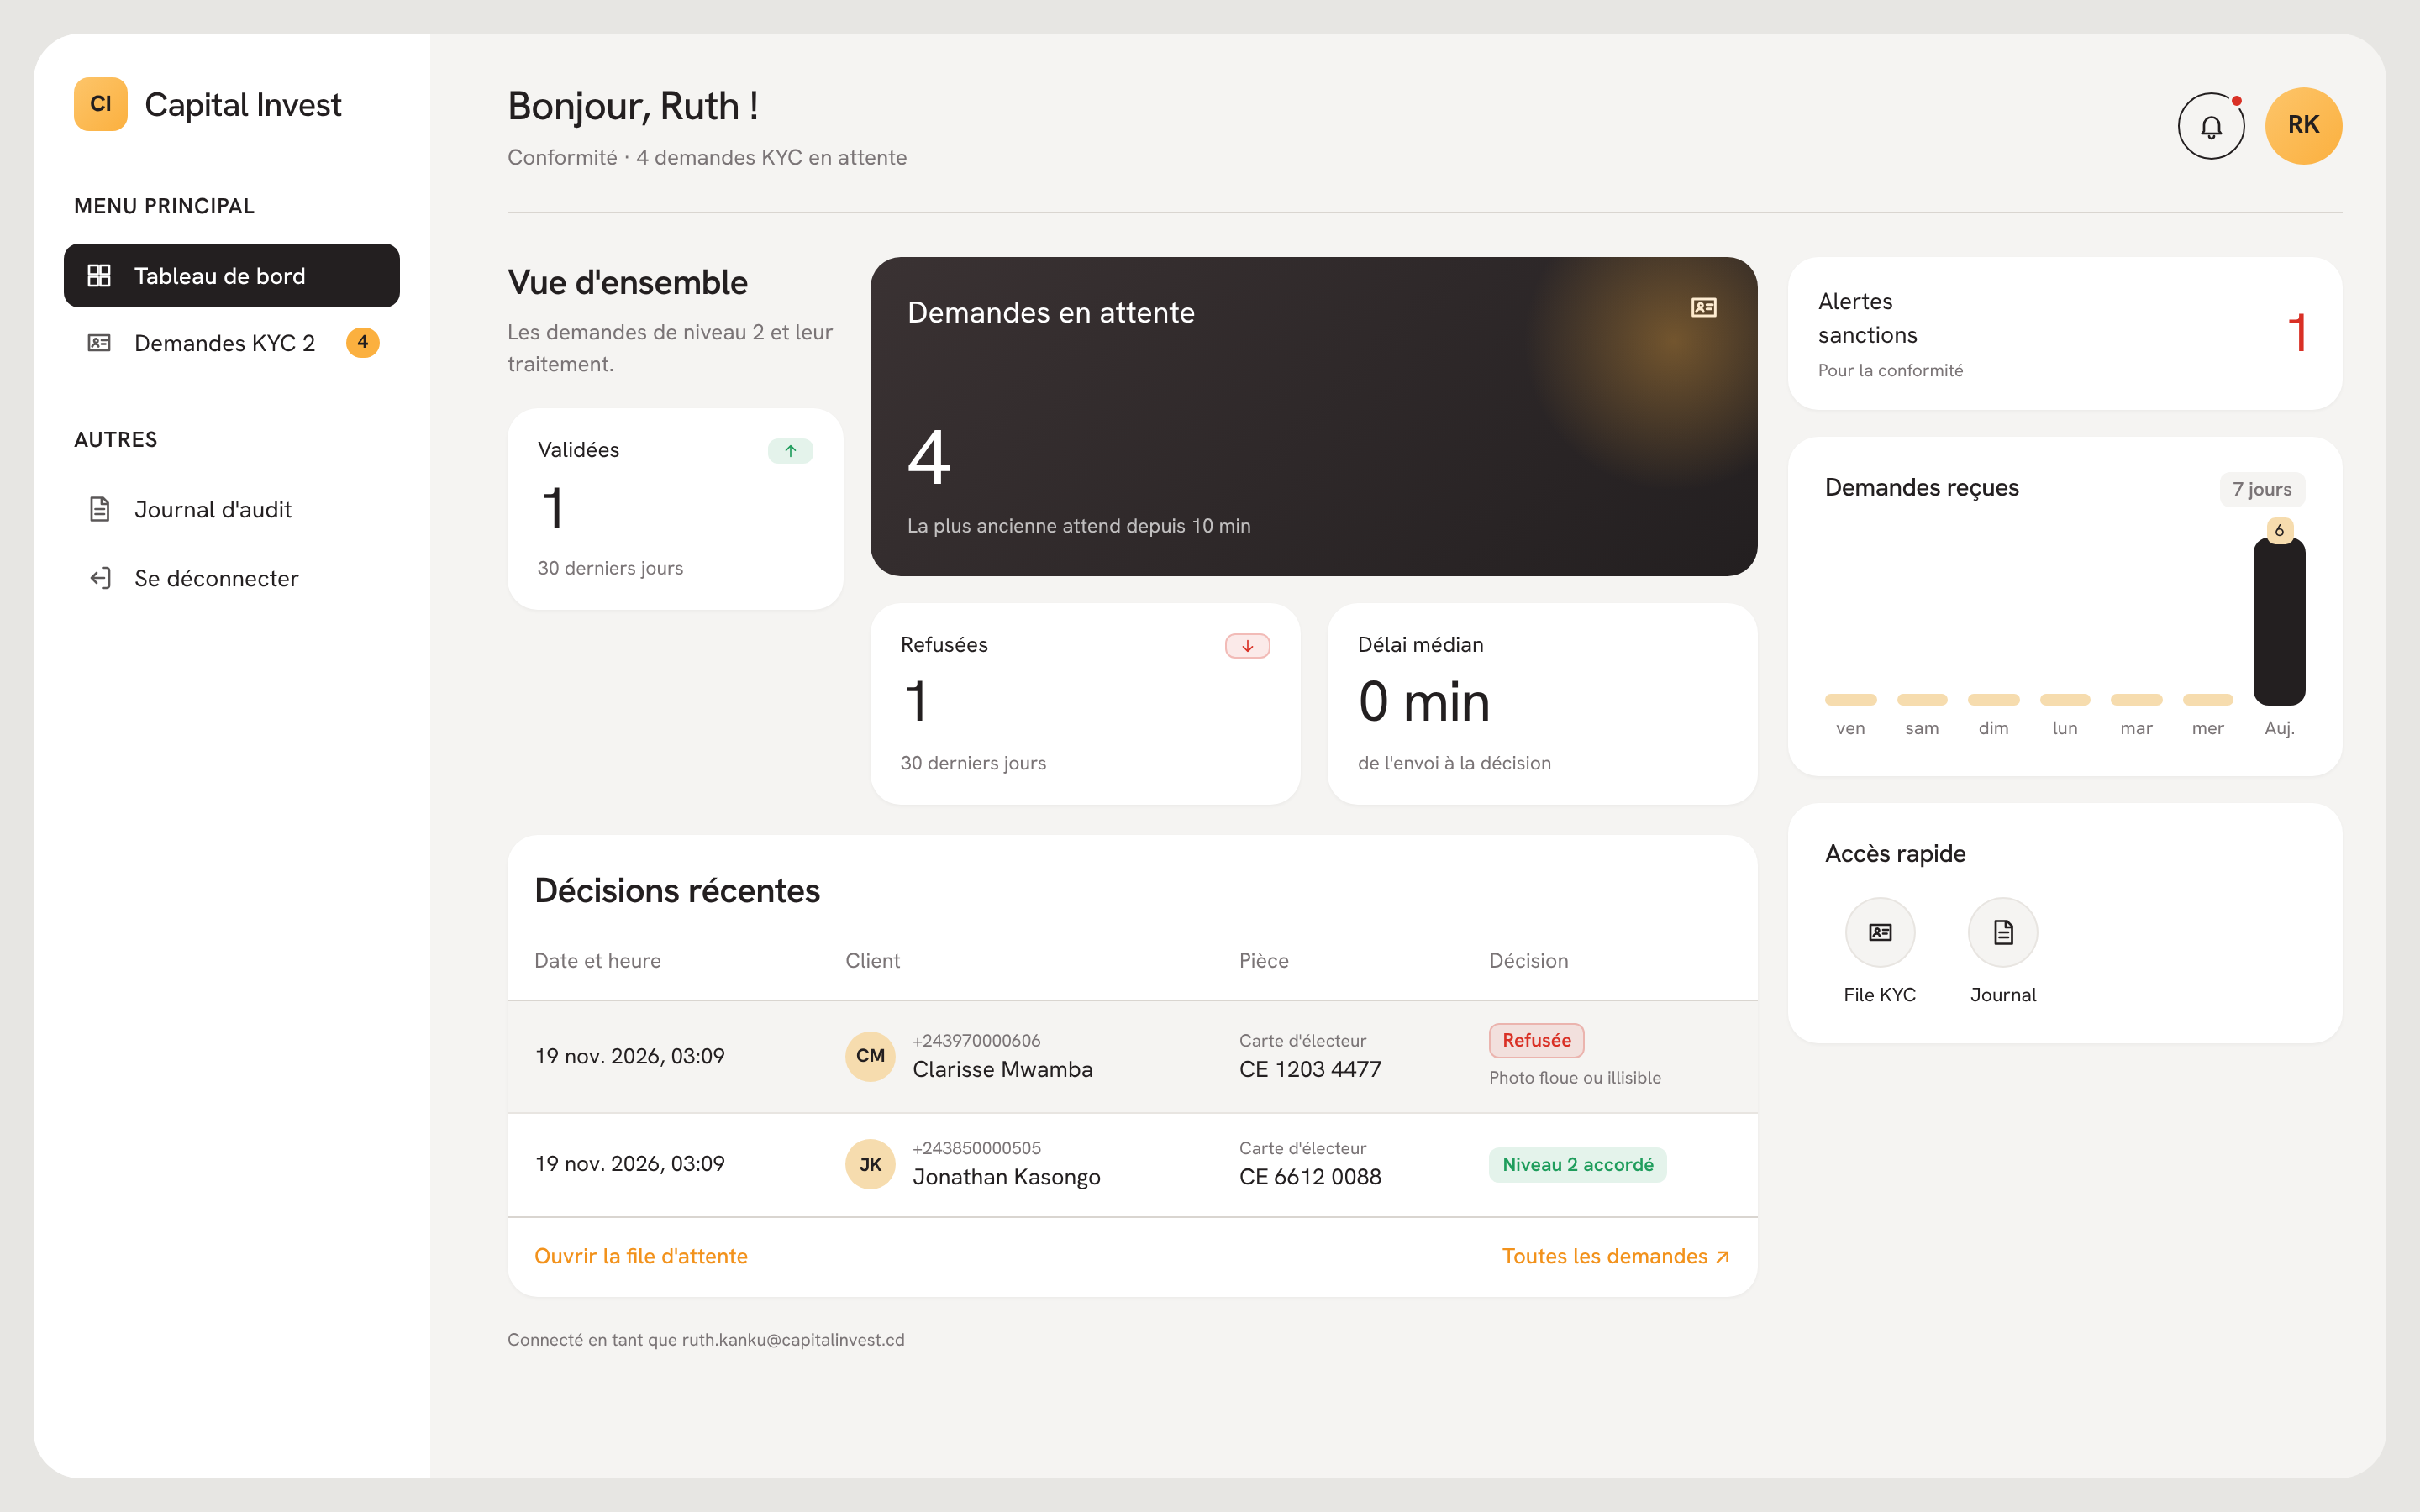 CI
Capital Invest
MENU PRINCIPAL
Tableau de bord
Demandes KYC 2
4
AUTRES
Journal d'audit
Se déconnecter
Bonjour, Ruth !
Conformité · 4 demandes KYC en attente
RK
Vue d'ensemble
Les demandes de niveau 2 et leur
traitement.
Validées
↑
1
30 derniers jours
Demandes en attente
4
La plus ancienne attend depuis 10 min
Refusées
↓
1
30 derniers jours
Délai médian
0 min
de l'envoi à la décision
Alertes
sanctions
Pour la conformité
1
Demandes reçues
7 jours
6
ven sam dim lun mar mer Auj.
Accès rapide
File KYC
Journal
Décisions récentes
Date et heure Client Pièce Décision
19 nov. 2026, 03:09
CM
+243970000606
Clarisse Mwamba
Carte d'électeur
CE 1203 4477
Refusée
Photo floue ou illisible
19 nov. 2026, 03:09
JK
+243850000505
Jonathan Kasongo
Carte d'électeur
CE 6612 0088
Niveau 2 accordé
Ouvrir la file d'attente
Toutes les demandes ↗
Connecté en tant que ruth.kanku@capitalinvest.cd